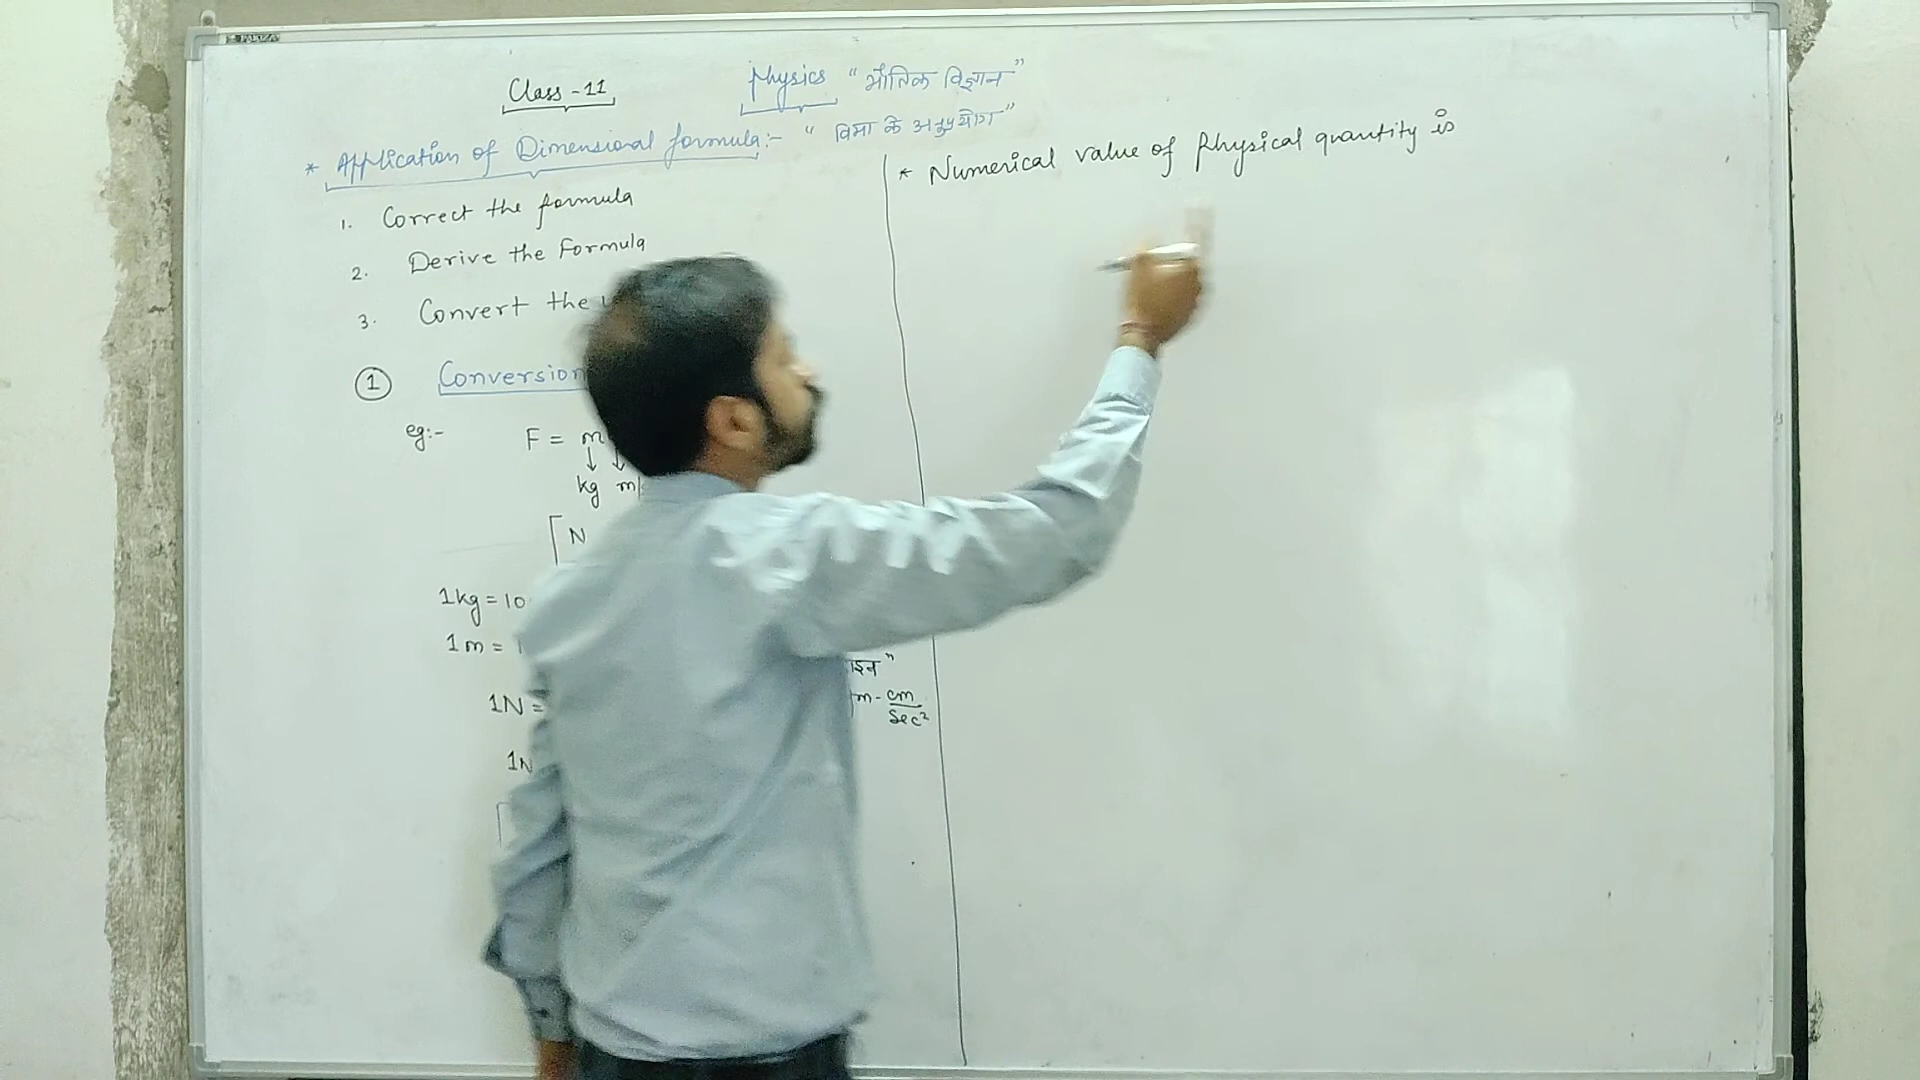 Class - 11
Physics "भौतिक विज्ञान"
* Application of Dimensional formula:- "विमा के अनुप्रयोग"
1. Correct the formula
2. Derive the Formula
3. Convert the
1 Conversion
eg:- F = m
↓ ↓
kg m/
N
1kg = 10
1m = 1
1N =
m - cm
Sec²
1N
* Numerical value of Physical quantity is